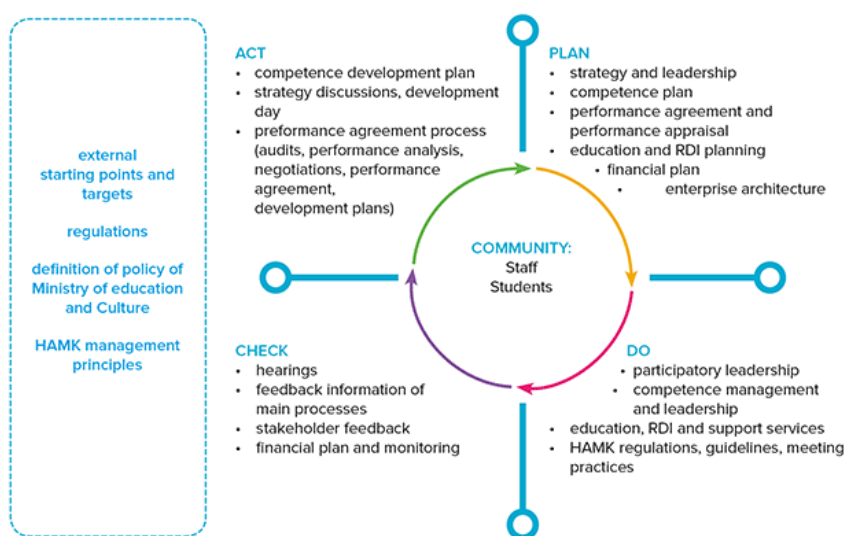 external
starting points and
targets
regulations
definition of policy of
Ministry of education
and Culture
HAMK management
principles
ACT
• competence development plan
• strategy discussions, development
day
• preformance agreement process
(audits, performance analysis,
negotiations, performance
agreement,
development plans)
PLAN
• strategy and leadership
• competence plan
• performance agreement and
performance appraisal
• education and RDI planning
• financial plan
• enterprise architecture
COMMUNITY:
Staff
Students
CHECK
• hearings
• feedback information of
main processes
• stakeholder feedback
• financial plan and monitoring
DO
• participatory leadership
• competence management
and leadership
• education, RDI and support services
• HAMK regulations, guidelines, meeting
practices